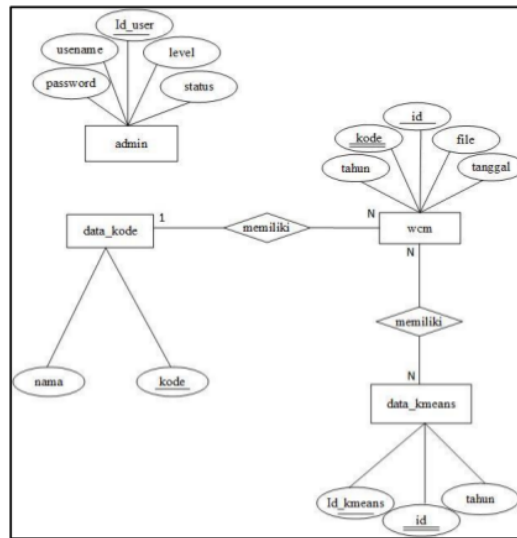 Id_user
usename
level
password
status
admin
id
kode
file
tahun
tanggal
data_kode
1
memiliki
N
wcm
N
memiliki
nama
kode
N
data_kmeans
Id_kmeans
id
tahun